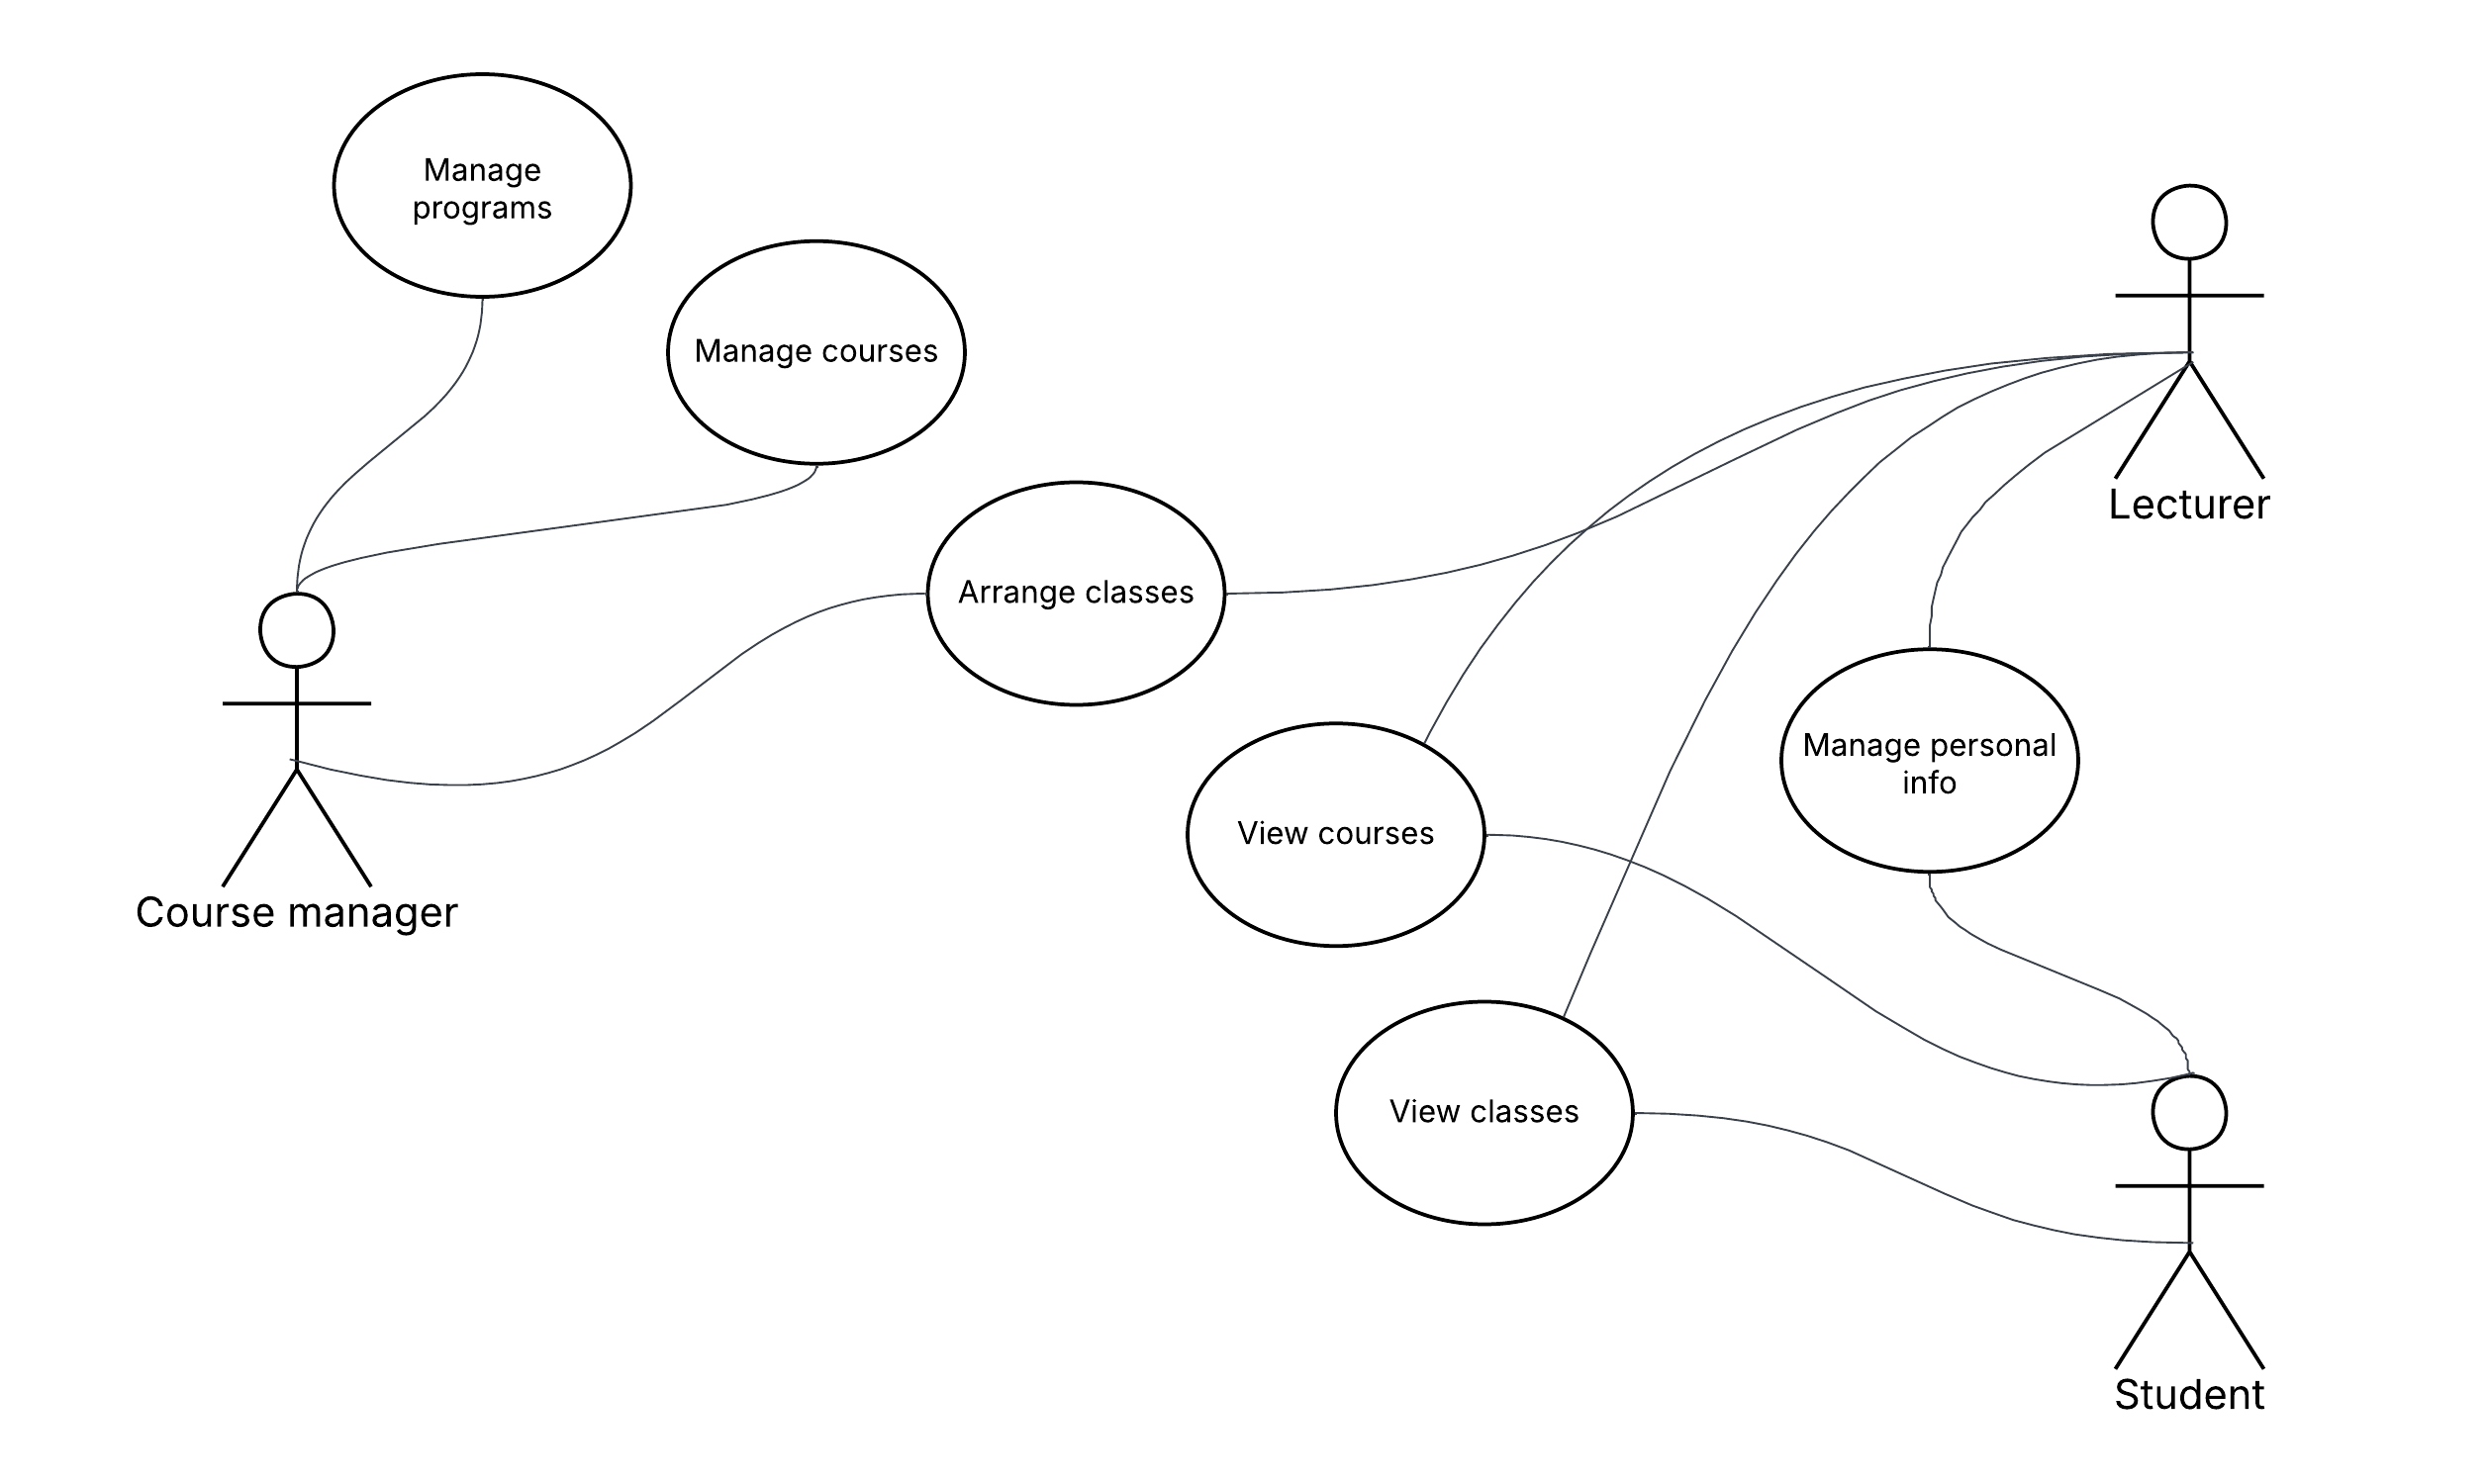 Manage
programs
Manage courses
Lecturer
Arrange classes
Manage personal
info
View courses
Course manager
View classes
Student